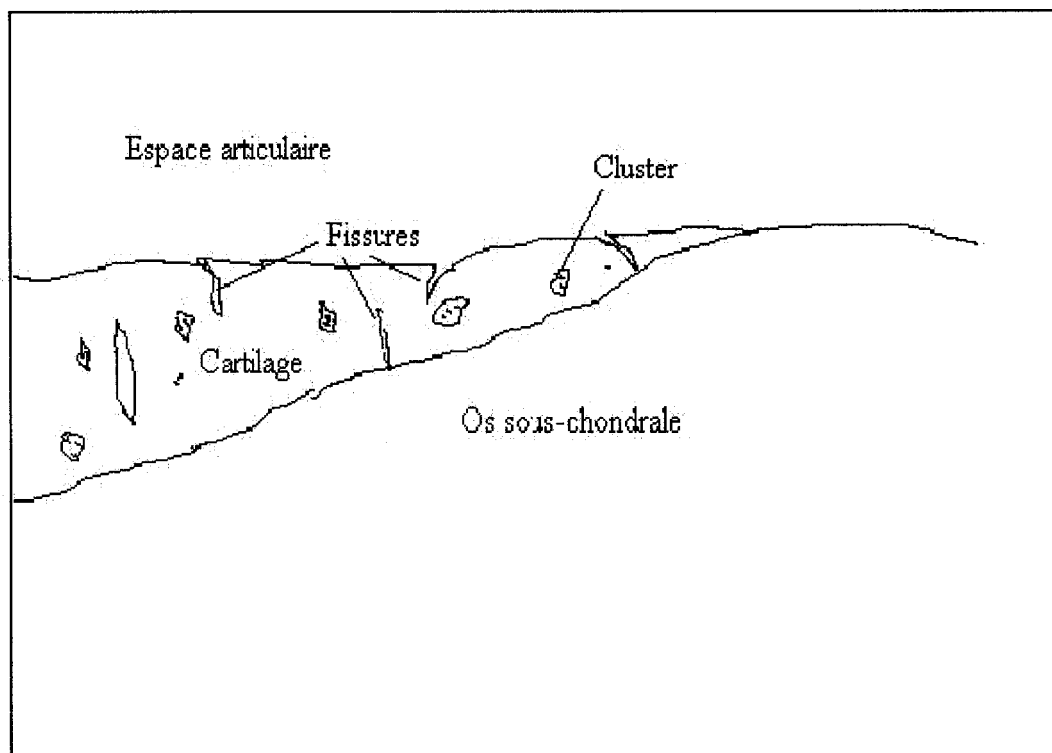 Espace articulaire
Cluster
Fissures
Cartilage
Os sous-chondrale